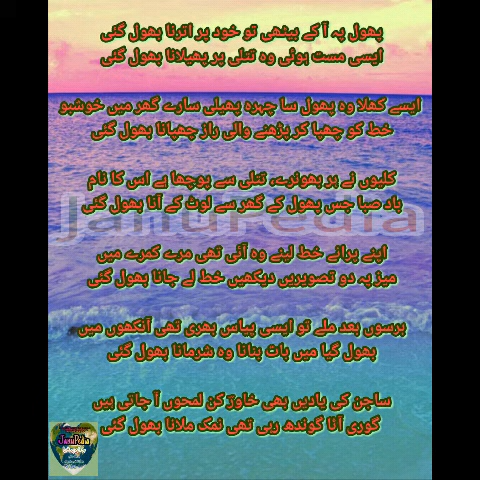 پھول پہ آ کے بیٹھی تو خود پر اترنا بھول گئی
ایسی مست ہوئی وہ تتلی پر پھیلانا بھول گئی
ایسے کھلا وہ پھول سا چہرہ پھیلی سارے گھر میں خوشبو
خط کو چھپا کر پڑھنے والی راز چھپانا بھول گئی
کلیوں نے ہر بھونرے، تتلی سے پوچھا ہے اس کا نام
باد صبا جس پھول کے گھر سے لوٹ کے آنا بھول گئی
JanuPedia
اپنے پرانے خط لینے وہ آئی تھی مرے کمرے میں
میز پہ دو تصویریں دیکھیں خط لے جانا بھول گئی
برسوں بعد ملے تو ایسی پیاس بھری تھی آنکھوں میں
بھول گیا میں بات بنانا وہ شرمانا بھول گئی
ساجن کی یادیں بھی خاورؔ کن لمحوں آ جاتی ہیں
گوری آٹا گوندھ رہی تھی نمک ملانا بھول گئی
JanuPedia